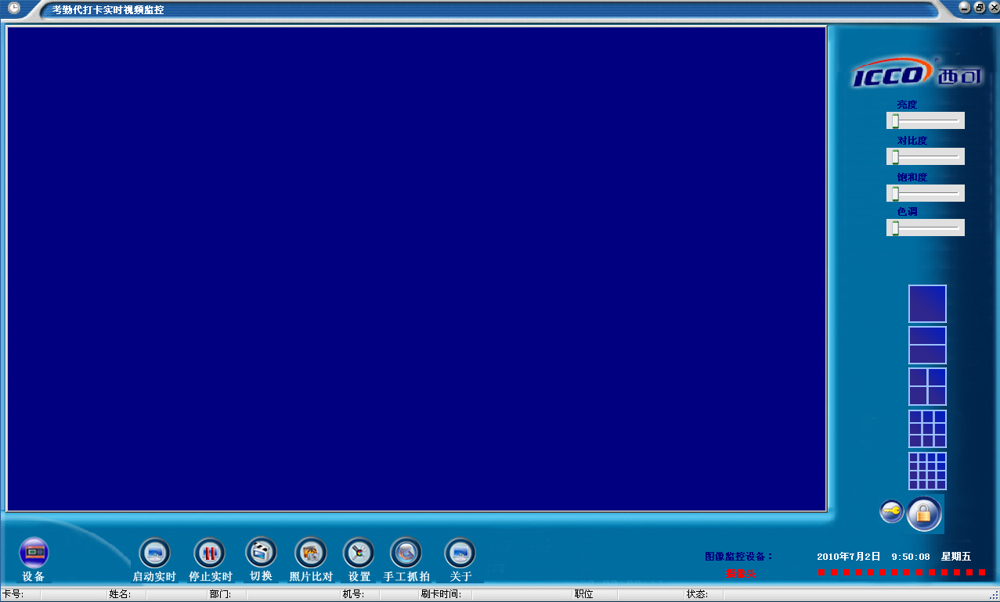 考勤代打卡实时视频监控
ICCO 西司
亮度
对比度
饱和度
色调
图像监控设备：
摄像头
2010年7月2日 9:50:08 星期五
设备 启动实时 停止实时 切换 照片比对 设置 手工抓拍 关于
卡号: 姓名: 部门: 机号: 刷卡时间: 职位 状态: